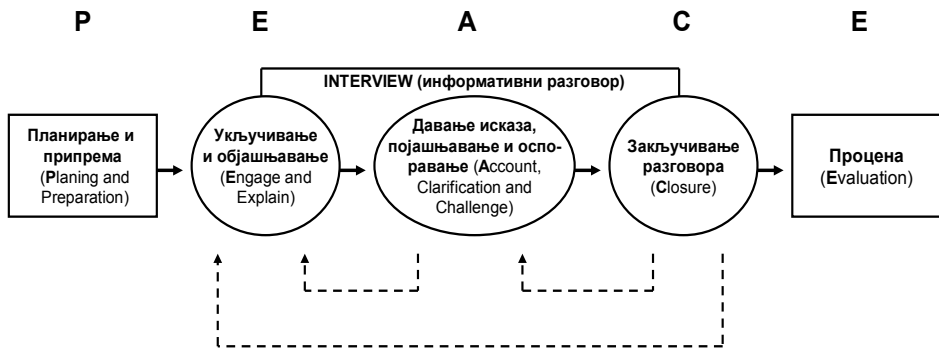 P E A C E
INTERVIEW (информативни разговор)
Планирање и
припрема
(Planing and
Preparation)
Укључивање
и објашњавање
(Engage and
Explain)
Давање исказа,
појашњавање и оспо-
равање (Account,
Clarification and
Challenge)
Закључивање
разговора
(Closure)
Процена
(Evaluation)